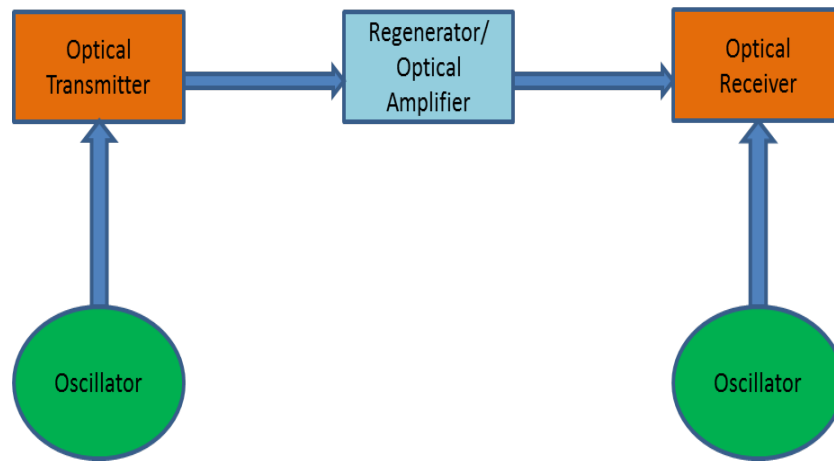 Optical
Transmitter
Regenerator/
Optical
Amplifier
Optical
Receiver
Oscillator
Oscillator